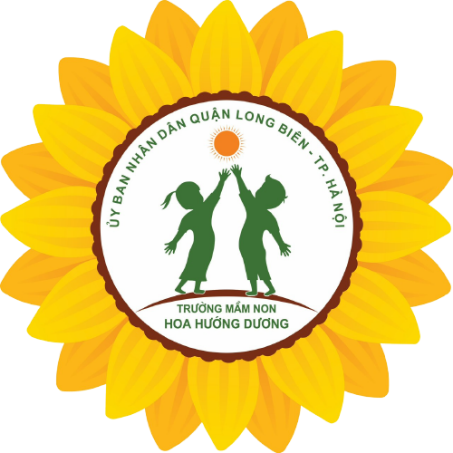 ỦY BAN NHÂN DÂN QUẬN LONG BIÊN - TP. HÀ NỘI
TRƯỜNG MẦM NON
HOA HƯỚNG DƯƠNG